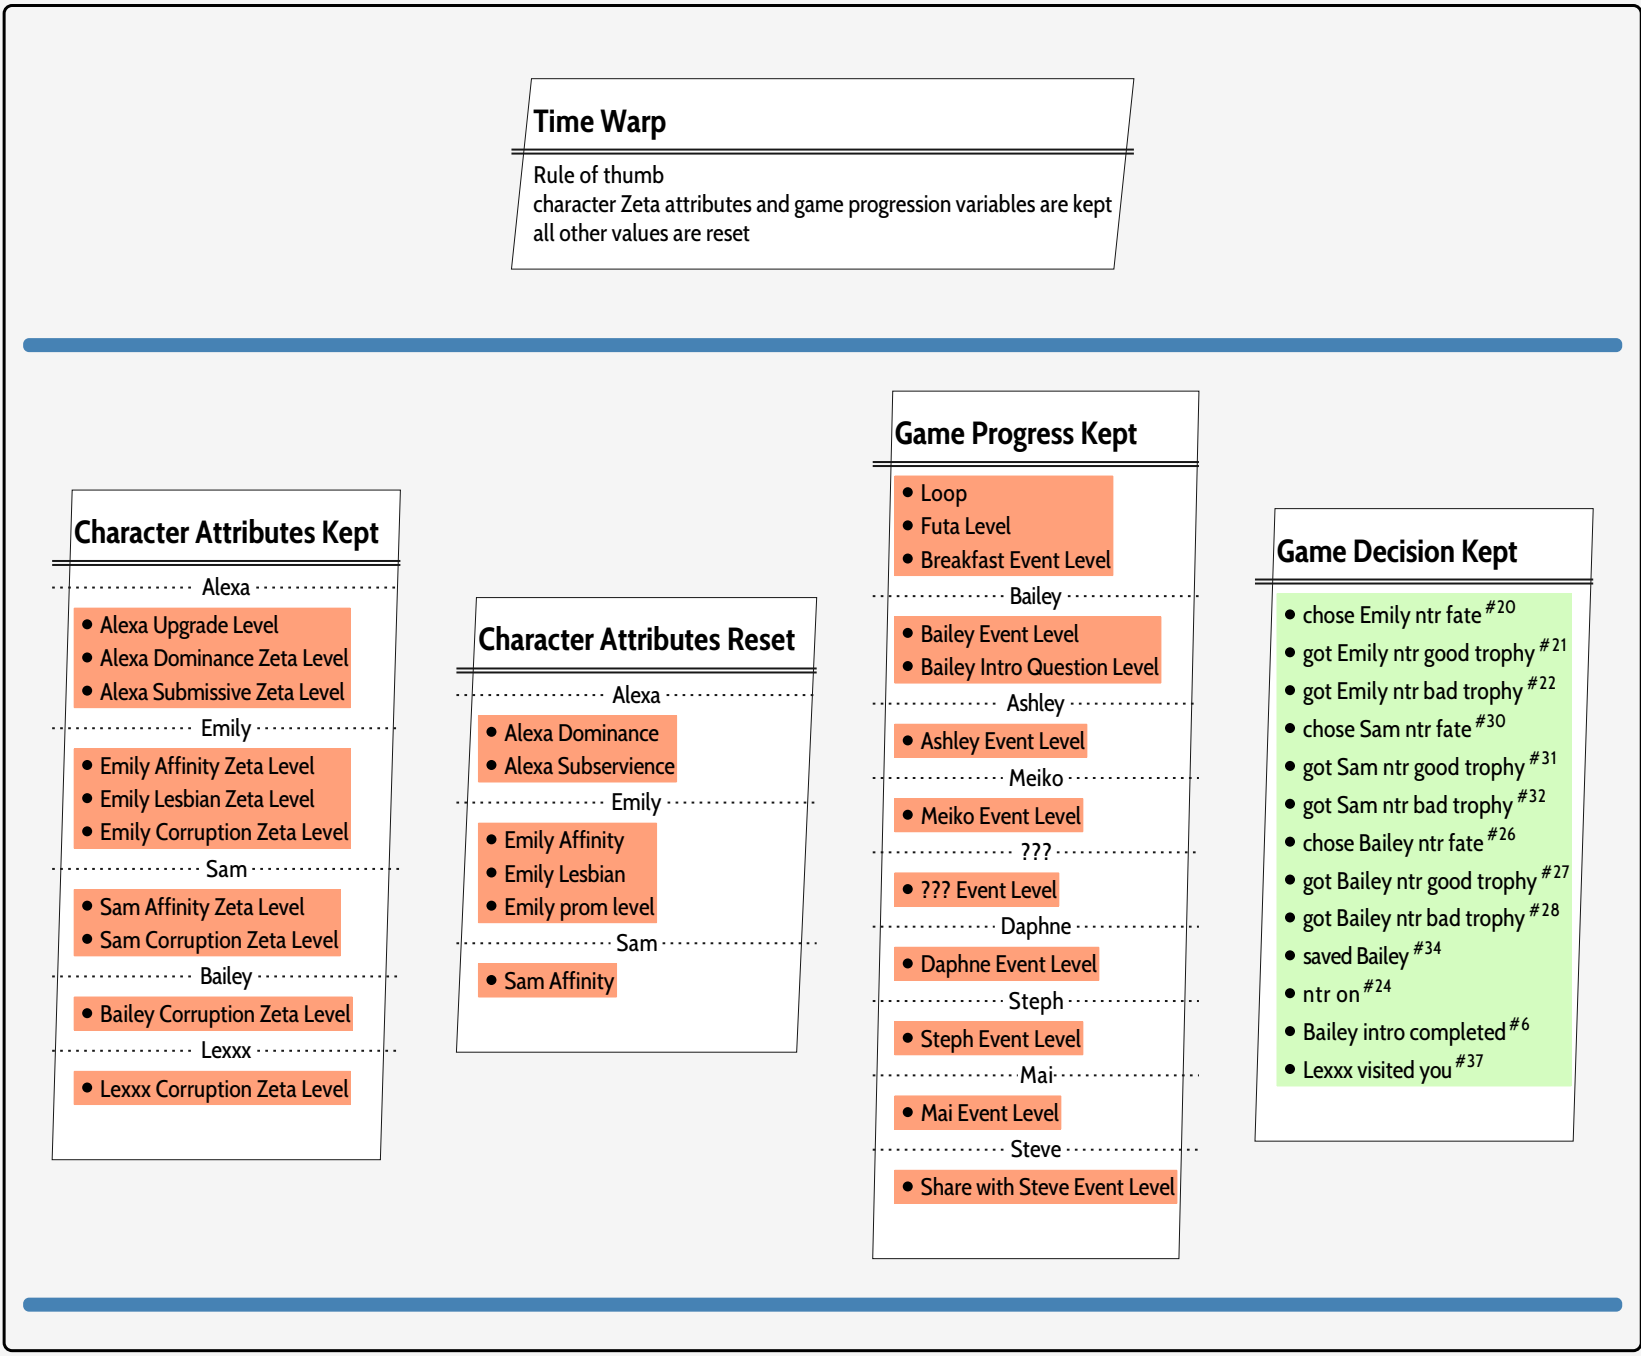 Time Warp
Rule of thumb
character Zeta attributes and game progression variables are kept
all other values are reset
Character Attributes Kept
Alexa
• Alexa Upgrade Level
• Alexa Dominance Zeta Level
• Alexa Submissive Zeta Level
Emily
• Emily Affinity Zeta Level
• Emily Lesbian Zeta Level
• Emily Corruption Zeta Level
Sam
• Sam Affinity Zeta Level
• Sam Corruption Zeta Level
Bailey
• Bailey Corruption Zeta Level
Lexxx
• Lexxx Corruption Zeta Level
Character Attributes Reset
Alexa
• Alexa Dominance
• Alexa Subservience
Emily
• Emily Affinity
• Emily Lesbian
• Emily prom level
Sam
• Sam Affinity
Game Progress Kept
• Loop
• Futa Level
• Breakfast Event Level
Bailey
• Bailey Event Level
• Bailey Intro Question Level
Ashley
• Ashley Event Level
Meiko
• Meiko Event Level
???
• ??? Event Level
Daphne
• Daphne Event Level
Steph
• Steph Event Level
Mai
• Mai Event Level
Steve
• Share with Steve Event Level
Game Decision Kept
• chose Emily ntr fate #20
• got Emily ntr good trophy #21
• got Emily ntr bad trophy #22
• chose Sam ntr fate #30
• got Sam ntr good trophy #31
• got Sam ntr bad trophy #32
• chose Bailey ntr fate #26
• got Bailey ntr good trophy #27
• got Bailey ntr bad trophy #28
• saved Bailey #34
• ntr on #24
• Bailey intro completed #6
• Lexxx visited you #37